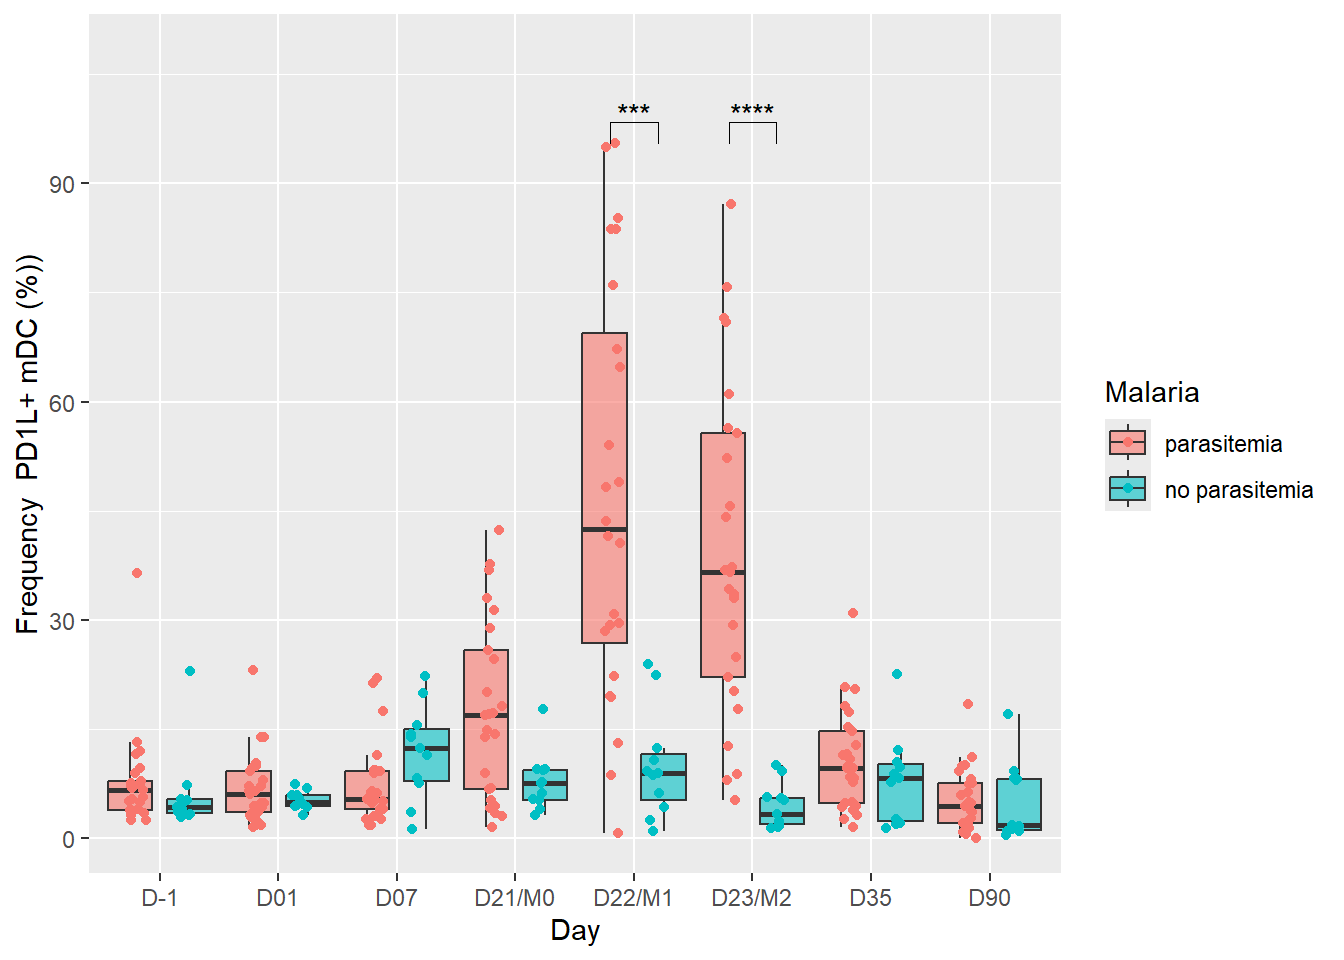 ***
****
90
60
30
0
Frequency  PD1L+ mDC (%))
D-1
D01
D07
D21/M0
D22/M1
D23/M2
D35
D90
Day
Malaria
parasitemia
no parasitemia